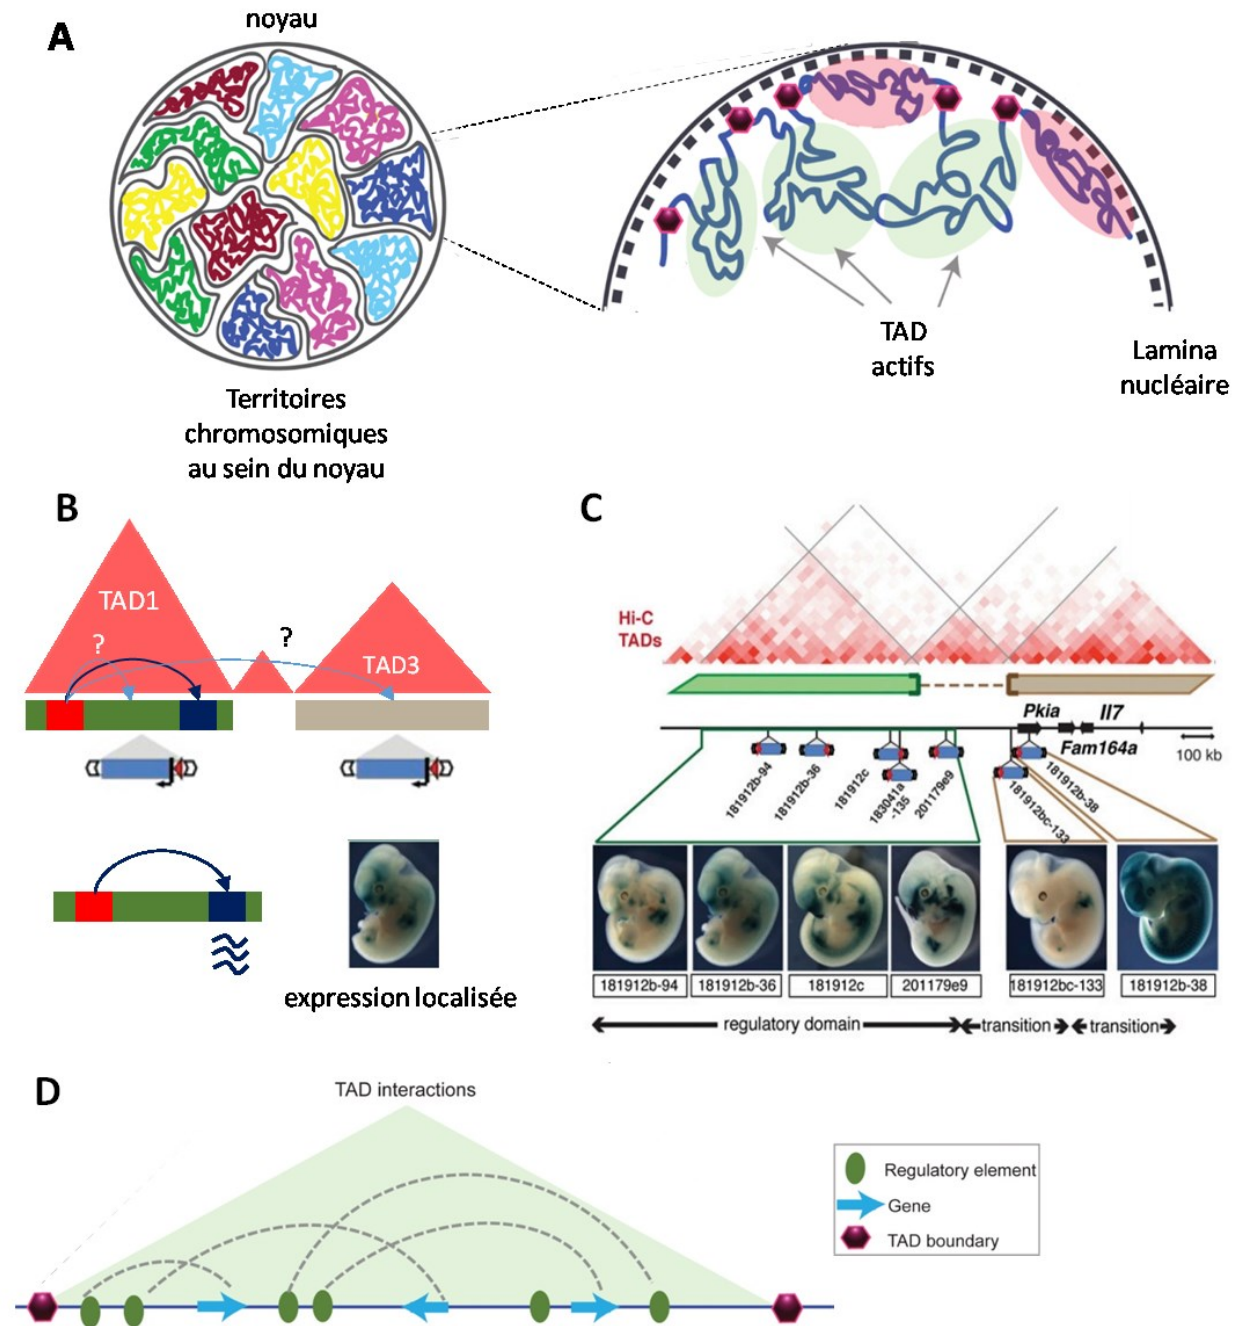 A
noyau
TAD
actifs
Lamina
nucléaire
Territoires
chromosomiques
au sein du noyau
B
TAD1
?
?
TAD3
expression localisée
C
Hi-C
TADs
Pkia
Il7
Fam164a
100 kb
181912b-94
181912b-36
181912c
183041a
-135
201179e9
181912bc-133
181912b-38
181912b-94
181912b-36
181912c
201179e9
181912bc-133
181912b-38
regulatory domain
transition
transition
D
TAD interactions
Regulatory element
Gene
TAD boundary